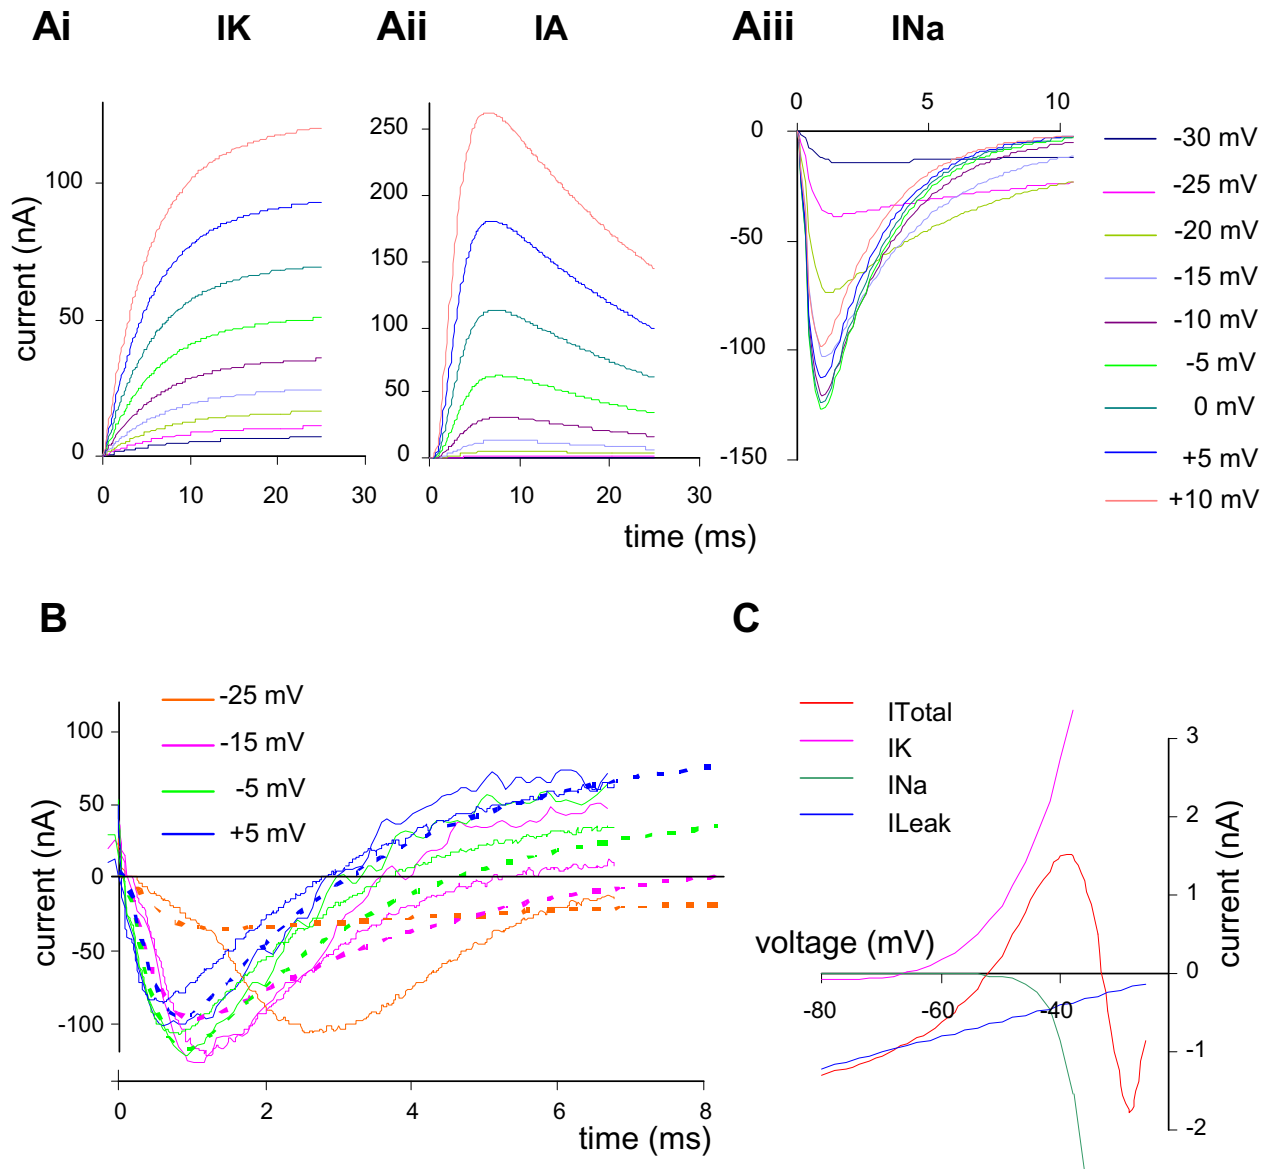 Ai IK Aii IA Aiii INa
0 5 10
250
200
150
100
50
0
100
50
0
0
-50
-100
-150
current (nA)
0 10 20 30
0 10 20 30
time (ms)
-30 mV
-25 mV
-20 mV
-15 mV
-10 mV
-5 mV
0 mV
+5 mV
+10 mV
B
-25 mV
-15 mV
-5 mV
+5 mV
100
50
0
-50
-100
current (nA)
0 2 4 6 8
time (ms)
C
ITotal
IK
INa
ILeak
3
2
1
0
-1
-2
current (nA)
voltage (mV)
-80 -60 -40